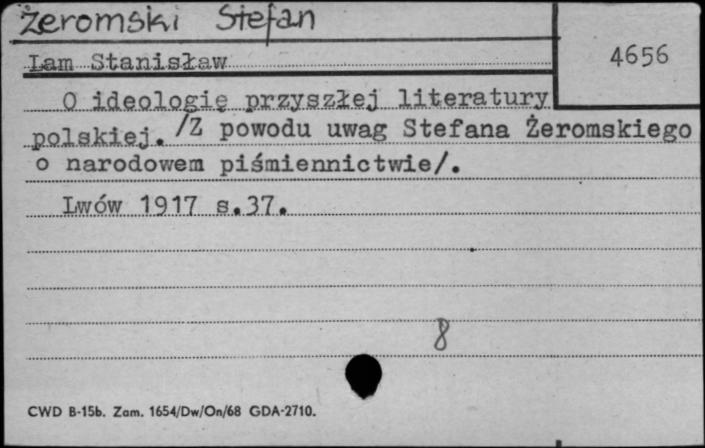 Żeromski Stefan
4656
Lam Stanisław
O ideologię przyszłej literatury
polskiej. /Z powodu uwag Stefana Żeromskiego
o narodowem piśmiennictwie/.
Lwów 1917 s.37.
8
CWD B-15b. Zam. 1654/Dw/On/68 GDA-2710.